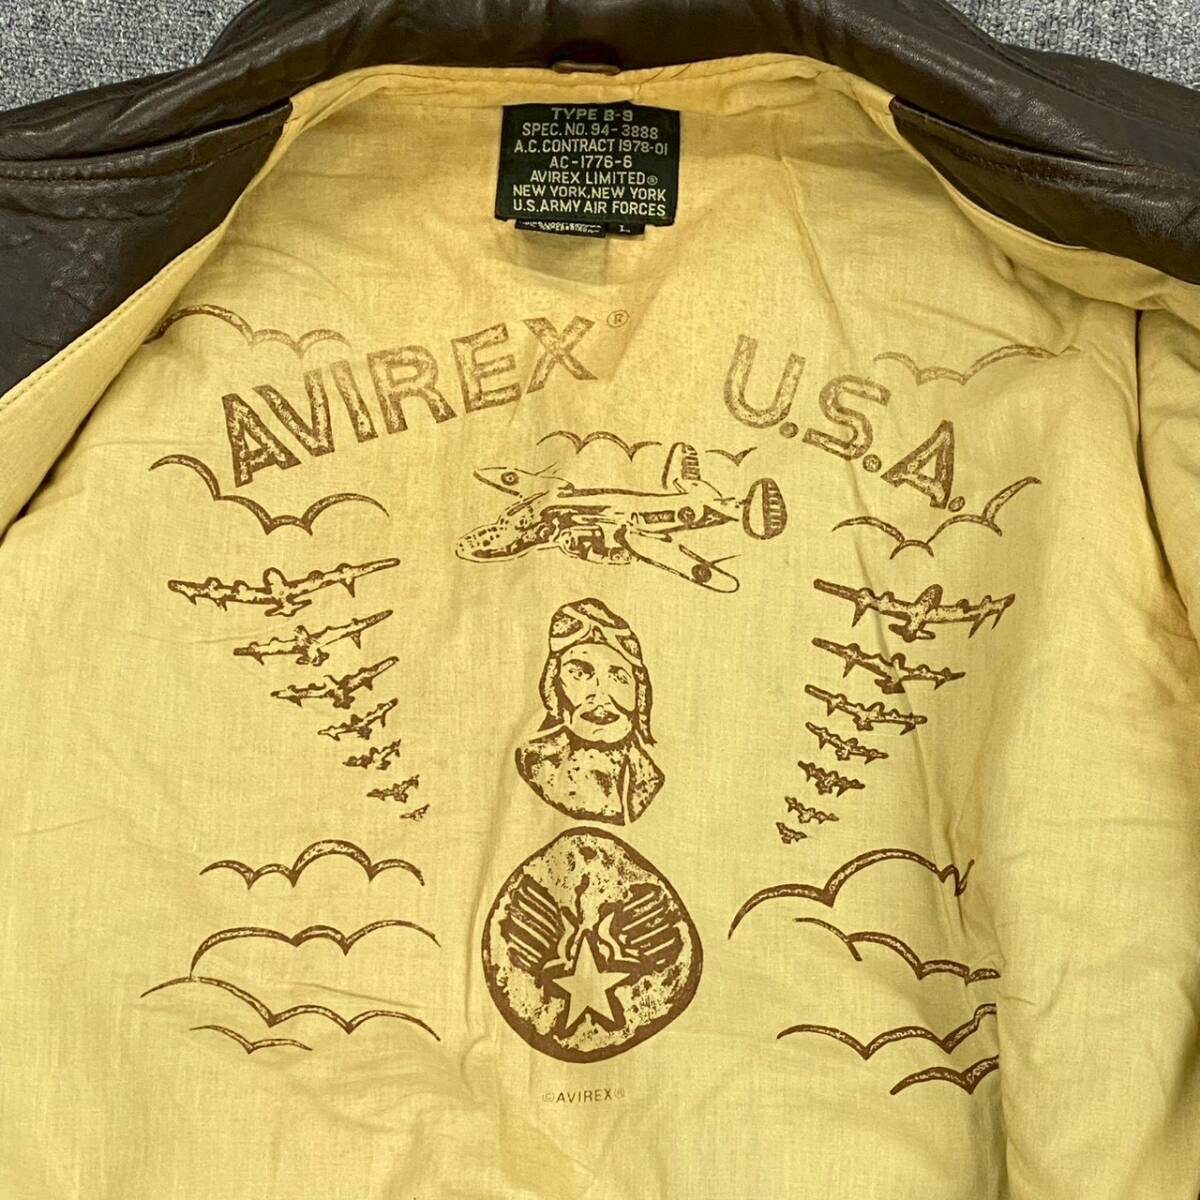 TYPE B-9
SPEC. NO. 94-3888
A.C. CONTRACT 1978-01
AC-1776-6
AVIREX LIMITED®
NEW YORK, NEW YORK
U.S. ARMY AIR FORCES
L
AVIREX® U.S.A.
©AVIREX®